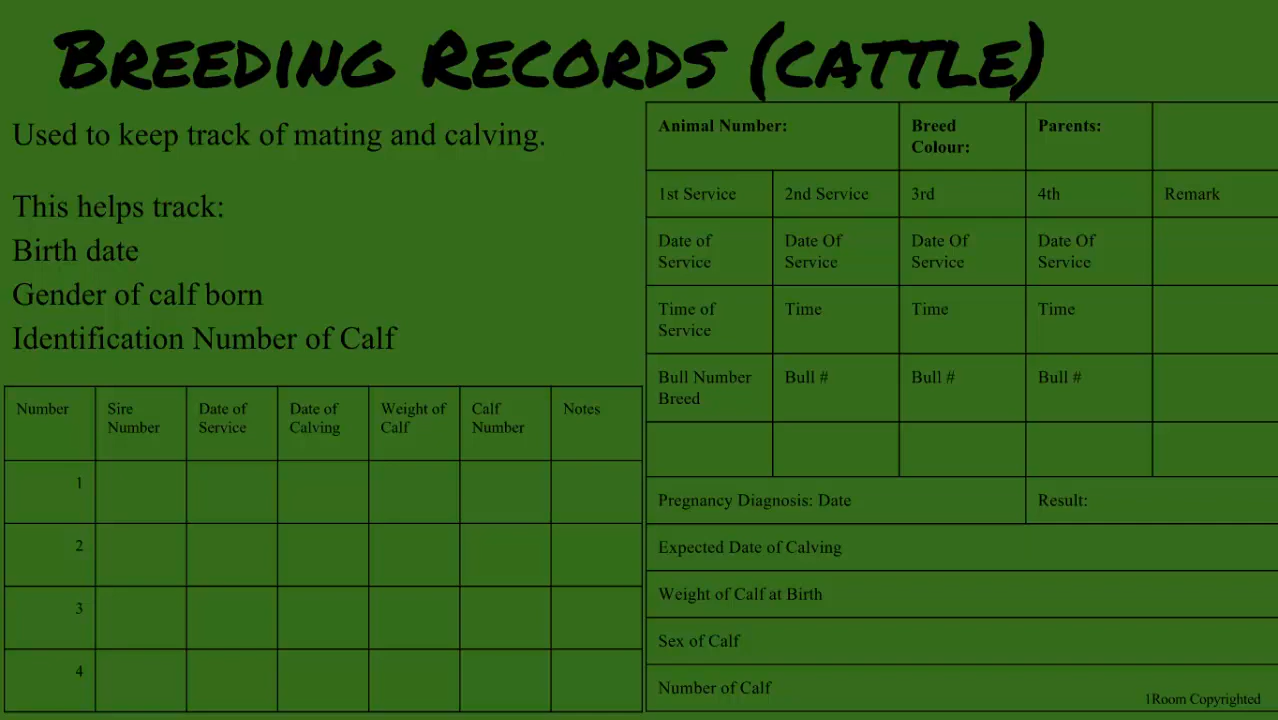 BREEDING RECORDS (CATTLE)
Used to keep track of mating and calving.
This helps track:
Birth date
Gender of calf born
Identification Number of Calf
Number Sire Number Date of Service Date of Calving Weight of Calf Calf Number Notes
1
2
3
4
Animal Number: Breed Colour: Parents:
1st Service 2nd Service 3rd 4th Remark
Date of Service Date Of Service Date Of Service Date Of Service
Time of Service Time Time Time
Bull Number Breed Bull # Bull # Bull #
Pregnancy Diagnosis: Date Result:
Expected Date of Calving
Weight of Calf at Birth
Sex of Calf
Number of Calf
1Room Copyrighted